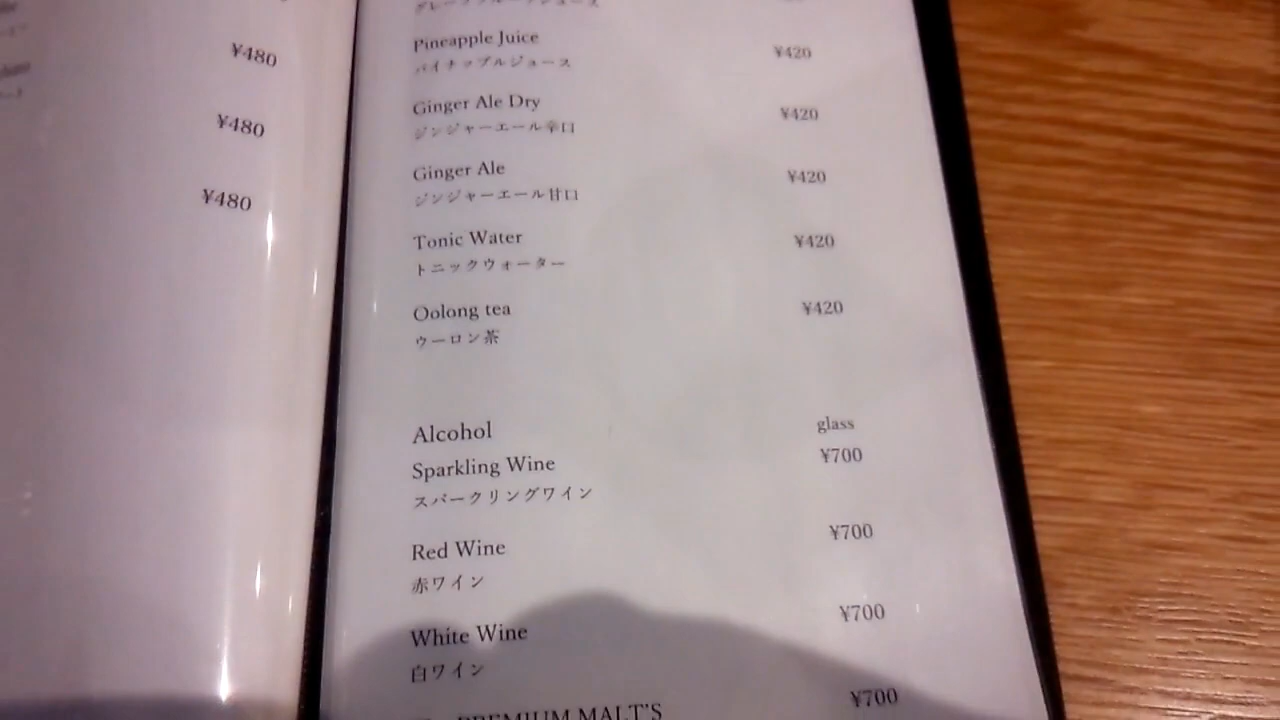 ¥480
¥480
¥480
Pineapple Juice ¥420
パイナップルジュース
Ginger Ale Dry ¥420
ジンジャーエール辛口
Ginger Ale ¥420
ジンジャーエール甘口
Tonic Water ¥420
トニックウォーター
Oolong tea ¥420
ウーロン茶
Alcohol glass
Sparkling Wine ¥700
スパークリングワイン
Red Wine ¥700
赤ワイン
White Wine ¥700
白ワイン
PREMIUM MALT'S ¥700